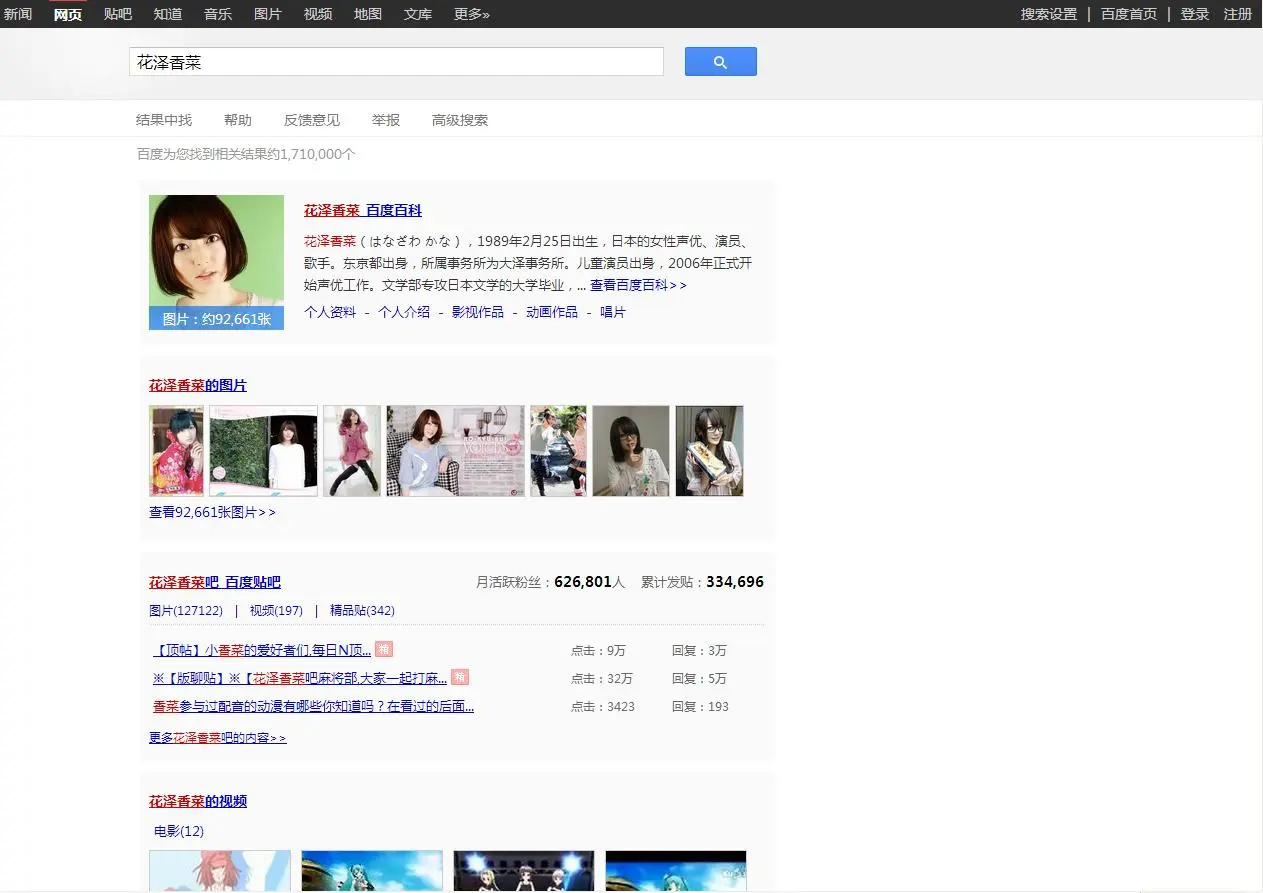 新闻 网页 贴吧 知道 音乐 图片 视频 地图 文库 更多» 搜索设置 | 百度首页 | 登录 注册
花泽香菜
结果中找 帮助 反馈意见 举报 高级搜索
百度为您找到相关结果约1,710,000个
花泽香菜_百度百科
花泽香菜（はなざわ かな），1989年2月25日出生，日本的女性声优、演员、
歌手。东京都出身，所属事务所为大泽事务所。儿童演员出身，2006年正式开
始声优工作。文学部专攻日本文学的大学毕业，... 查看百度百科>>
图片：约92,661张
个人资料 - 个人介绍 - 影视作品 - 动画作品 - 唱片
花泽香菜的图片
查看92,661张图片>>
花泽香菜吧_百度贴吧 月活跃粉丝：626,801人 累计发贴：334,696
图片(127122) | 视频(197) | 精品贴(342)
【顶帖】小香菜的爱好者们,每日N顶... 精 点击：9万 回复：3万
※【版聊贴】※【花泽香菜吧麻将部,大家一起打麻... 精 点击：32万 回复：5万
香菜参与过配音的动漫有哪些你知道吗？在看过的后面... 点击：3423 回复：193
更多花泽香菜吧的内容>>
花泽香菜的视频
电影(12)